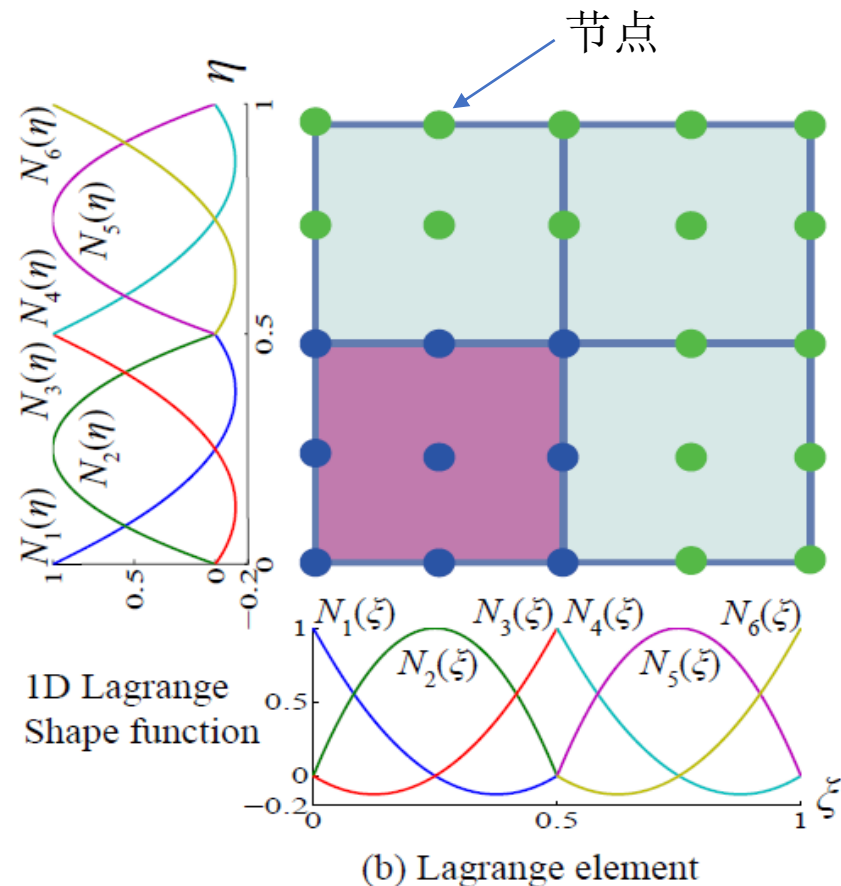 节点
η
1
0.5
0
N₆(η)
N₅(η)
N₄(η)
N₃(η)
N₂(η)
N₁(η)
1
0.5
0
−0.2
N₁(ξ)
N₃(ξ)
N₄(ξ)
N₆(ξ)
N₂(ξ)
N₅(ξ)
1
0.5
0
−0.2
0
0.5
1
ξ
1D Lagrange
Shape function
(b) Lagrange element